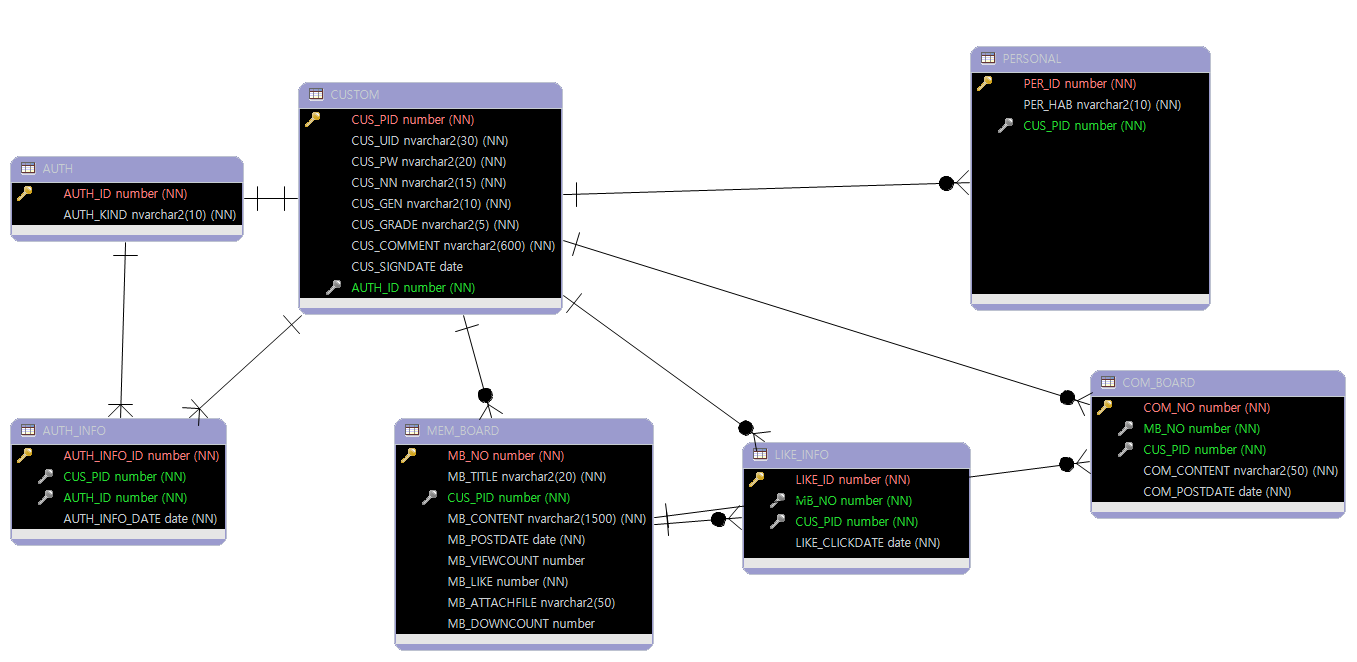 PERSONAL
PER_ID number (NN)
PER_HAB nvarchar2(10) (NN)
CUS_PID number (NN)
CUSTOM
CUS_PID number (NN)
CUS_UID nvarchar2(30) (NN)
CUS_PW nvarchar2(20) (NN)
CUS_NN nvarchar2(15) (NN)
CUS_GEN nvarchar2(10) (NN)
CUS_GRADE nvarchar2(5) (NN)
CUS_COMMENT nvarchar2(600) (NN)
CUS_SIGNDATE date
AUTH_ID number (NN)
AUTH
AUTH_ID number (NN)
AUTH_KIND nvarchar2(10) (NN)
COM_BOARD
COM_NO number (NN)
MB_NO number (NN)
CUS_PID number (NN)
COM_CONTENT nvarchar2(50) (NN)
COM_POSTDATE date (NN)
AUTH_INFO
AUTH_INFO_ID number (NN)
CUS_PID number (NN)
AUTH_ID number (NN)
AUTH_INFO_DATE date (NN)
MEM_BOARD
MB_NO number (NN)
MB_TITLE nvarchar2(20) (NN)
CUS_PID number (NN)
MB_CONTENT nvarchar2(1500) (NN)
MB_POSTDATE date (NN)
MB_VIEWCOUNT number
MB_LIKE number (NN)
MB_ATTACHFILE nvarchar2(50)
MB_DOWNCOUNT number
LIKE_INFO
LIKE_ID number (NN)
MB_NO number (NN)
CUS_PID number (NN)
LIKE_CLICKDATE date (NN)